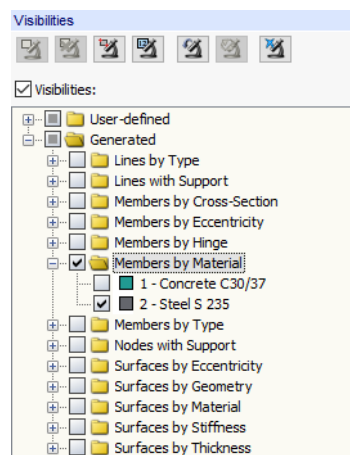 Visibilities
Visibilities:
User-defined
Generated
Lines by Type
Lines with Support
Members by Cross-Section
Members by Eccentricity
Members by Hinge
Members by Material
1 - Concrete C30/37
2 - Steel S 235
Members by Type
Nodes with Support
Surfaces by Eccentricity
Surfaces by Geometry
Surfaces by Material
Surfaces by Stiffness
Surfaces by Thickness